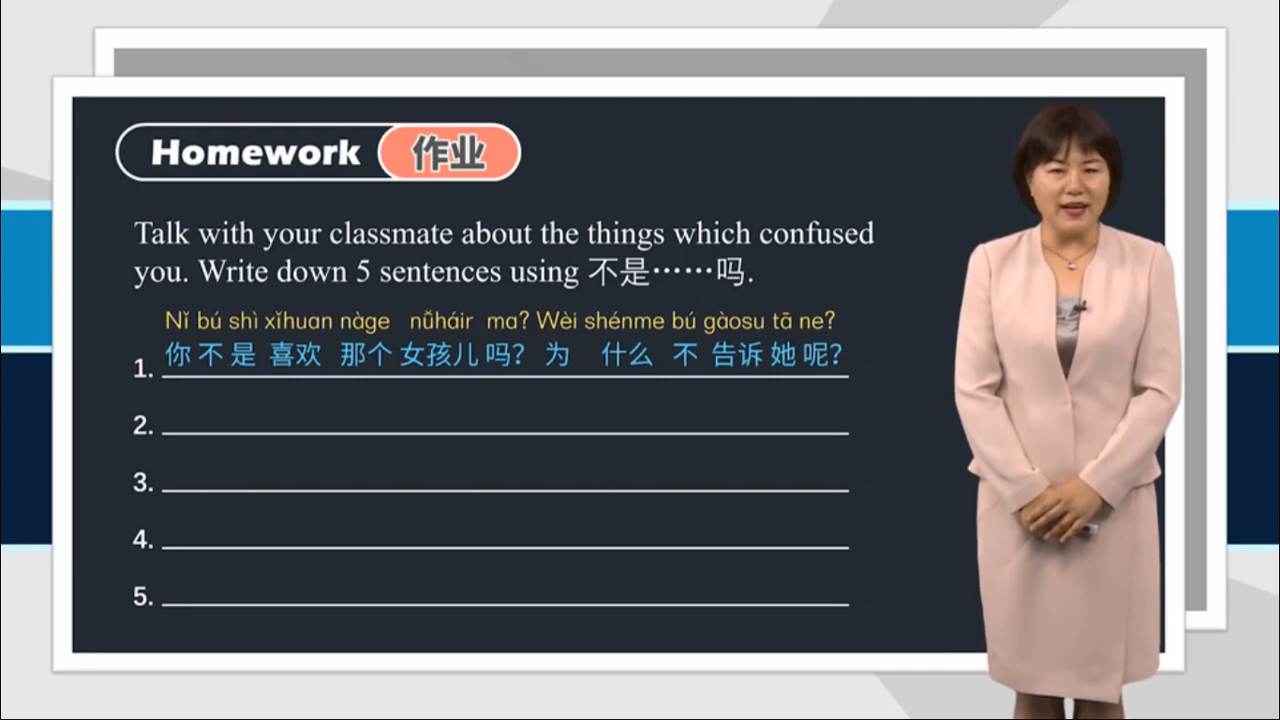 Homework 作业
Talk with your classmate about the things which confused
you. Write down 5 sentences using 不是……吗.
Nǐ bú shì xǐhuan nàge nǚháir ma? Wèi shénme bú gàosu tā ne?
1. 你不是喜欢那个女孩儿吗？为什么不告诉她呢？
2.
3.
4.
5.